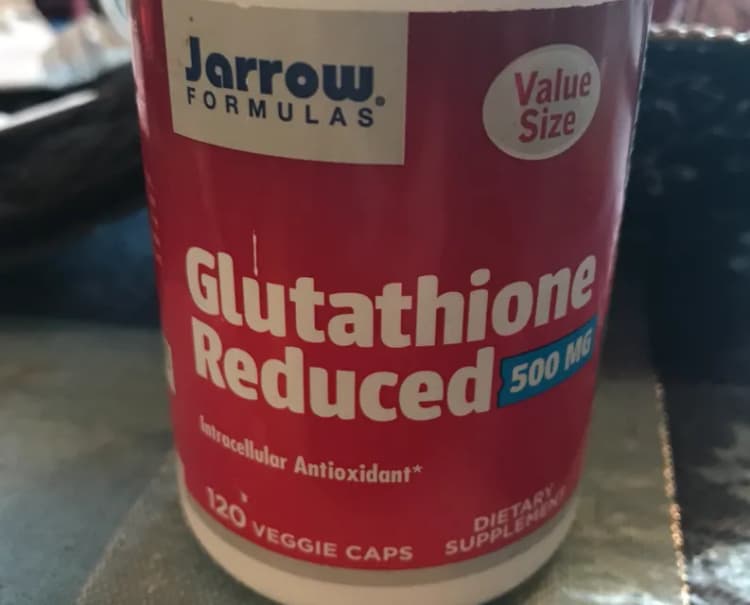 Jarrow
FORMULAS®
Value
Size
Glutathione
Reduced
500 MG
Intracellular Antioxidant*
120 VEGGIE CAPS
DIETARY
SUPPLEMENT